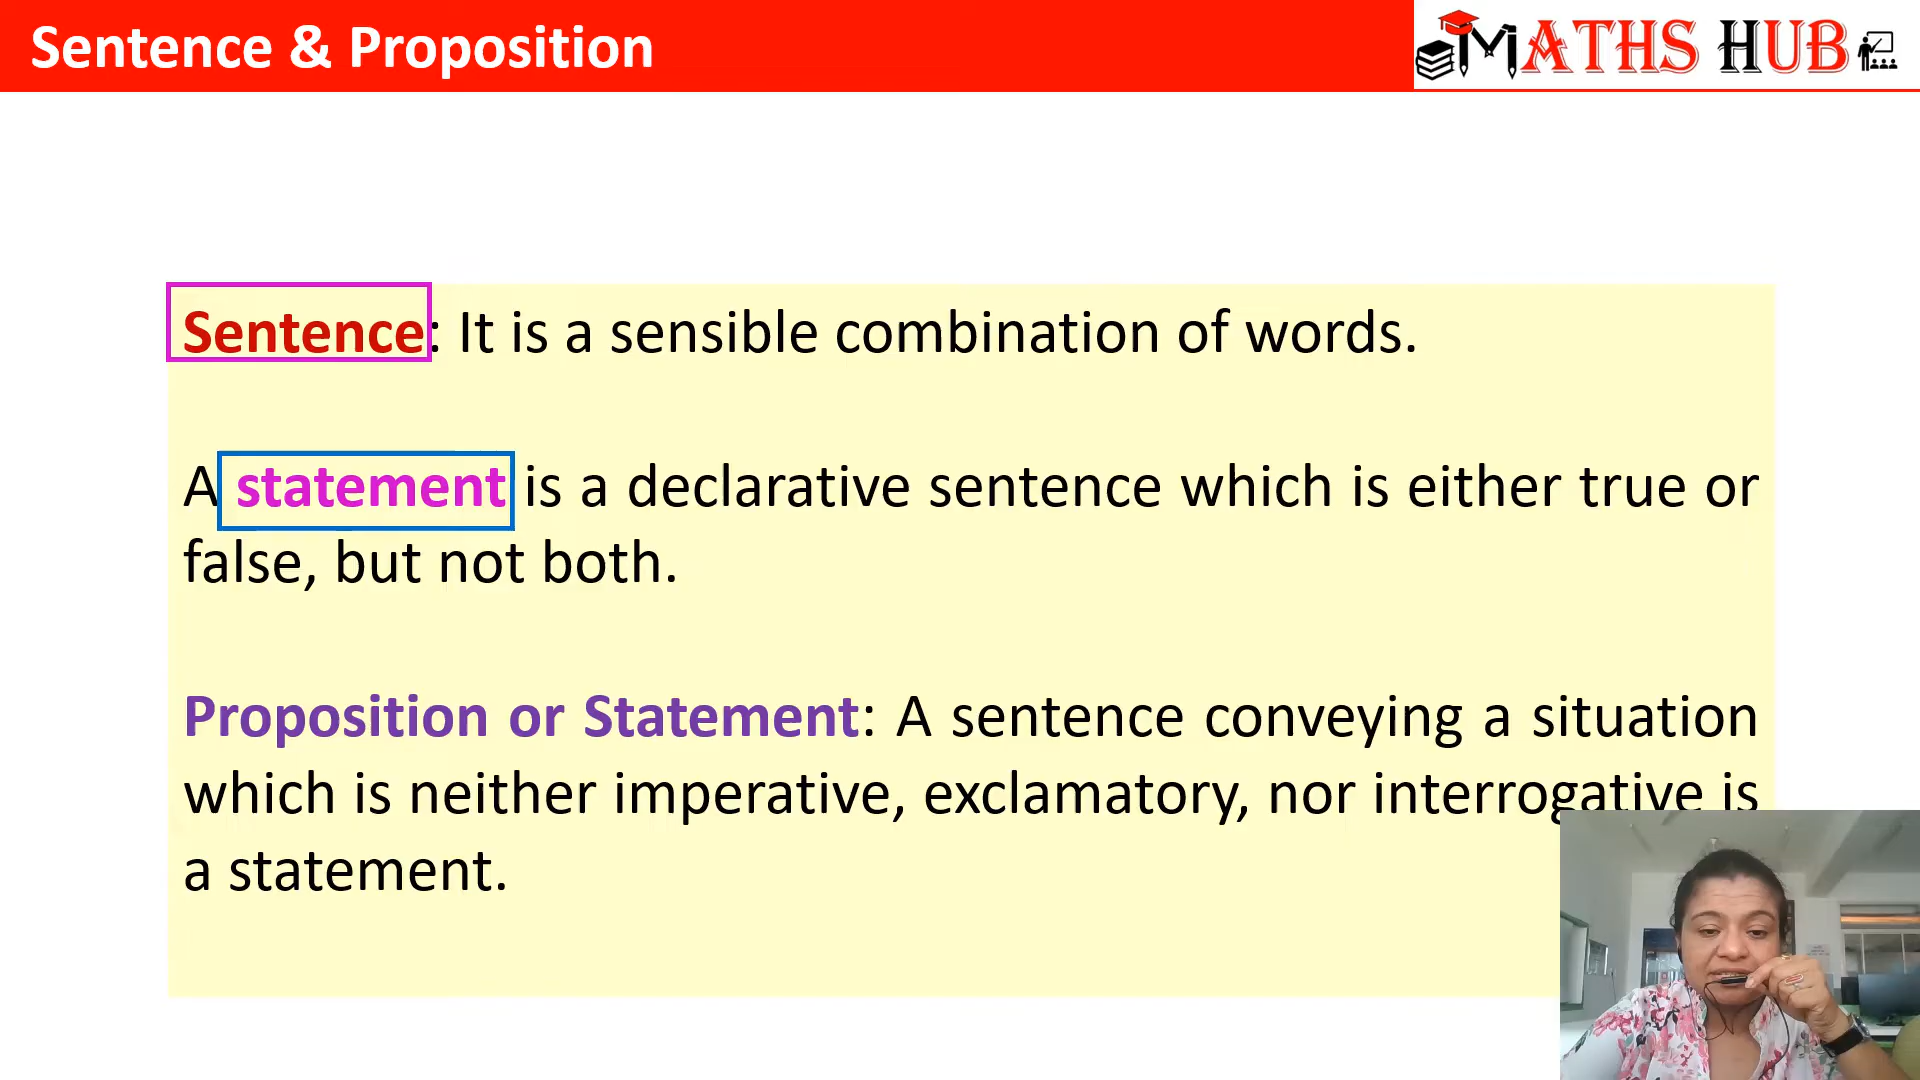 Sentence & Proposition
MATHS HUB
Sentence: It is a sensible combination of words.
A statement is a declarative sentence which is either true or
false, but not both.
Proposition or Statement: A sentence conveying a situation
which is neither imperative, exclamatory, nor interrogative is
a statement.